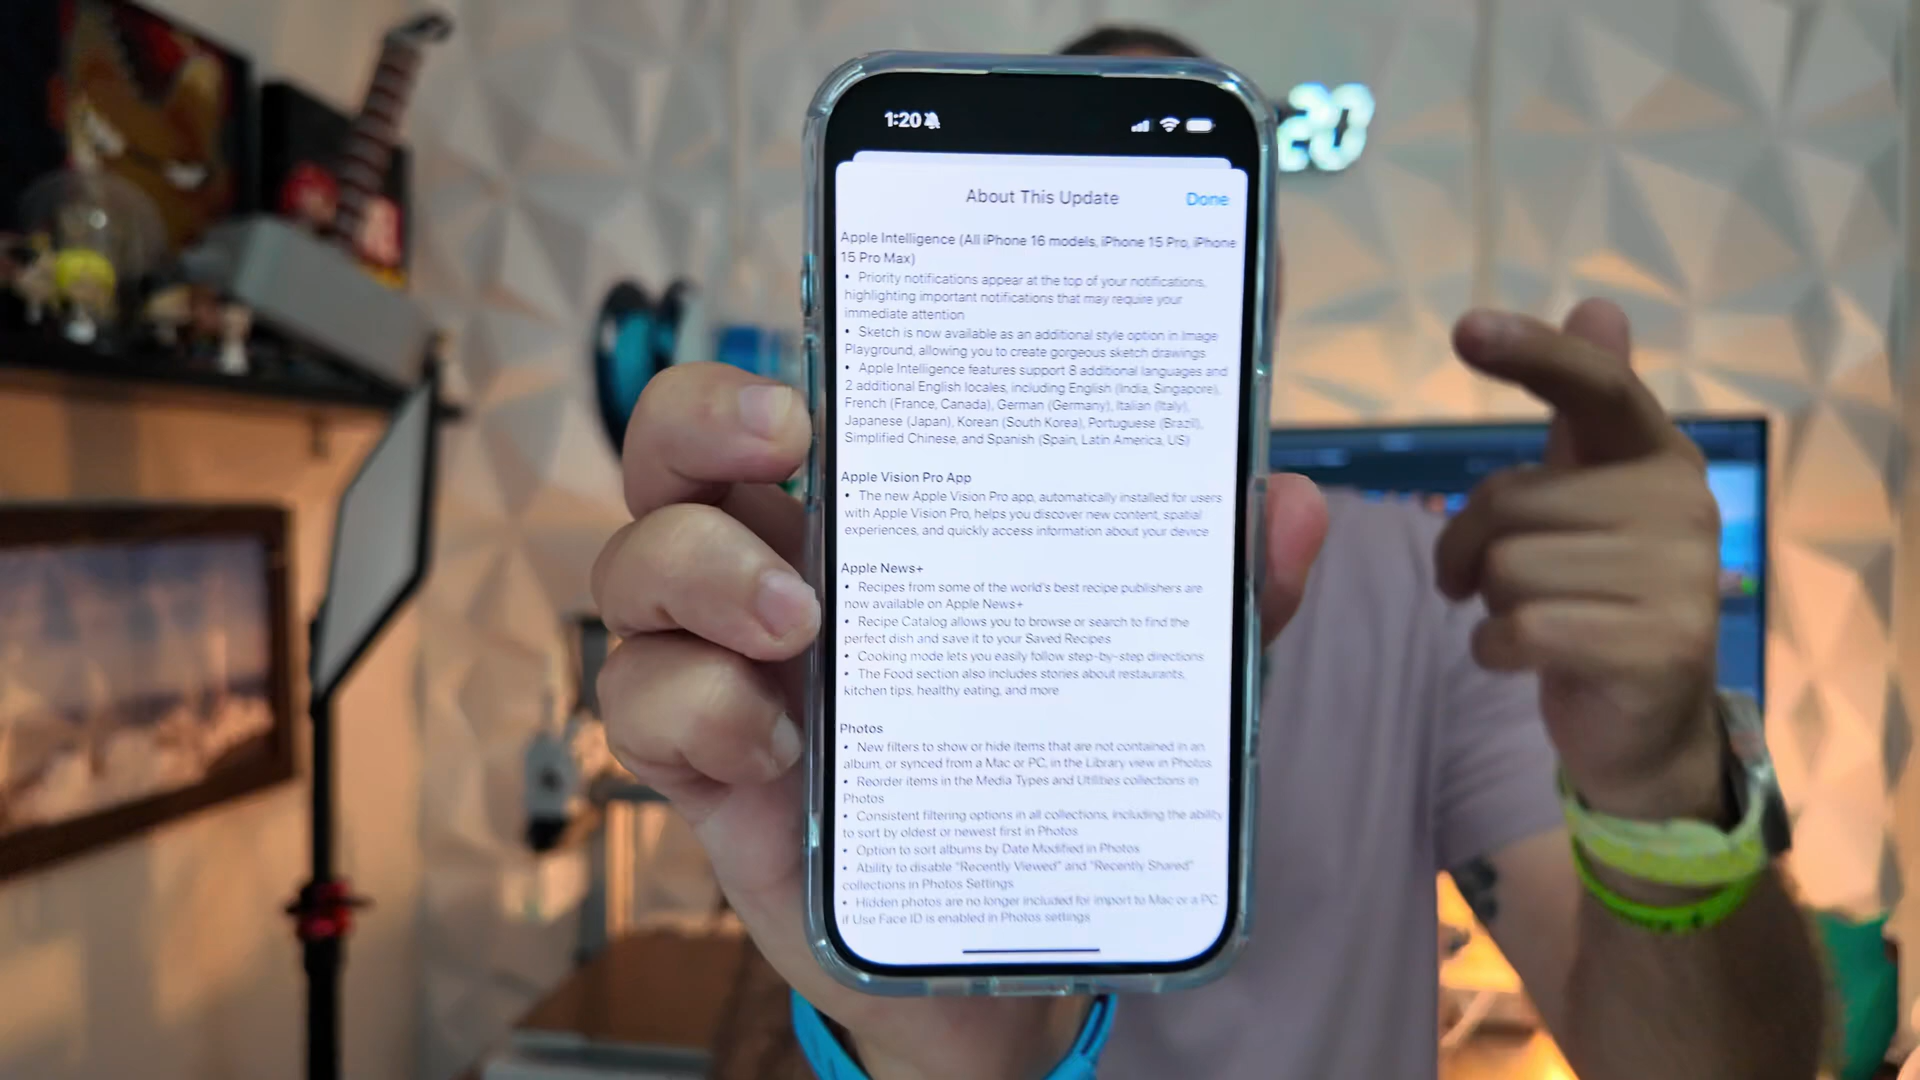 1:20
20
About This Update
Done
Apple Intelligence (All iPhone 16 models, iPhone 15 Pro, iPhone
15 Pro Max)
• Priority notifications appear at the top of your notifications,
highlighting important notifications that may require your
immediate attention
• Sketch is now available as an additional style option in Image
Playground, allowing you to create gorgeous sketch drawings
• Apple Intelligence features support 8 additional languages and
2 additional English locales, including English (India, Singapore),
French (France, Canada), German (Germany), Italian (Italy),
Japanese (Japan), Korean (South Korea), Portuguese (Brazil),
Simplified Chinese, and Spanish (Spain, Latin America, US)
Apple Vision Pro App
• The new Apple Vision Pro app, automatically installed for users
with Apple Vision Pro, helps you discover new content, spatial
experiences, and quickly access information about your device
Apple News+
• Recipes from some of the world's best recipe publishers are
now available on Apple News+
• Recipe Catalog allows you to browse or search to find the
perfect dish and save it to your Saved Recipes
• Cooking mode lets you easily follow step-by-step directions
• The Food section also includes stories about restaurants,
kitchen tips, healthy eating, and more
Photos
• New filters to show or hide items that are not contained in an
album, or synced from a Mac or PC, in the Library view in Photos
• Reorder items in the Media Types and Utilities collections in
Photos
• Consistent filtering options in all collections, including the ability
to sort by oldest or newest first in Photos
• Option to sort albums by Date Modified in Photos
• Ability to disable "Recently Viewed" and "Recently Shared"
collections in Photos Settings
• Hidden photos are no longer included for import to Mac or a PC
if Use Face ID is enabled in Photos settings